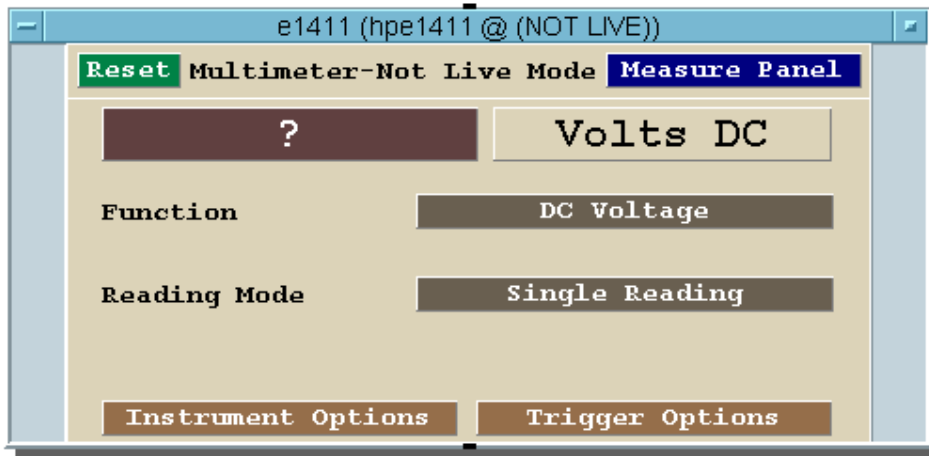 e1411 (hpe1411 @ (NOT LIVE))
Reset Multimeter-Not Live Mode Measure Panel
? Volts DC
Function DC Voltage
Reading Mode Single Reading
Instrument Options Trigger Options